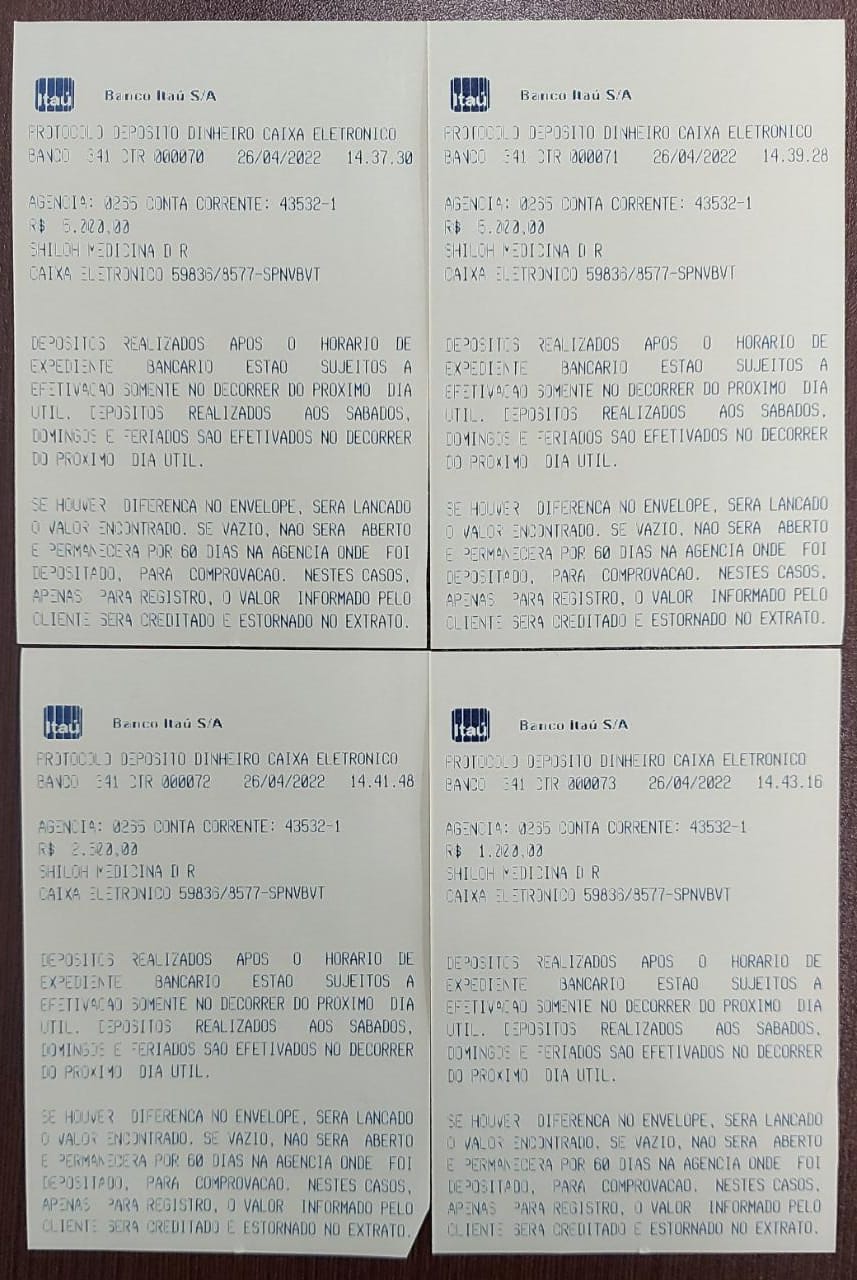 Itaú Banco Itaú S/A
PROTOCOLO DEPOSITO DINHEIRO CAIXA ELETRONICO
BANCO 341 CTR 000070 26/04/2022 14.37.30
AGENCIA: 0265 CONTA CORRENTE: 43532-1
R$ 5.000,00
SHILOH MEDICINA D R
CAIXA ELETRONICO 59836/8577-SPNVBVT
DEPOSITOS REALIZADOS APOS O HORARIO DE
EXPEDIENTE BANCARIO ESTAO SUJEITOS A
EFETIVACAO SOMENTE NO DECORRER DO PROXIMO DIA
UTIL. DEPOSITOS REALIZADOS AOS SABADOS,
DOMINGOS E FERIADOS SAO EFETIVADOS NO DECORRER
DO PROXIMO DIA UTIL.
SE HOUVER DIFERENCA NO ENVELOPE, SERA LANCADO
O VALOR ENCONTRADO. SE VAZIO, NAO SERA ABERTO
E PERMANECERA POR 60 DIAS NA AGENCIA ONDE FOI
DEPOSITADO, PARA COMPROVACAO. NESTES CASOS,
APENAS PARA REGISTRO, O VALOR INFORMADO PELO
CLIENTE SERA CREDITADO E ESTORNADO NO EXTRATO.
Itaú Banco Itaú S/A
PROTOCOLO DEPOSITO DINHEIRO CAIXA ELETRONICO
BANCO 341 CTR 000071 26/04/2022 14.39.28
AGENCIA: 0265 CONTA CORRENTE: 43532-1
R$ 5.000,00
SHILOH MEDICINA D R
CAIXA ELETRONICO 59836/8577-SPNVBVT
DEPOSITOS REALIZADOS APOS O HORARIO DE
EXPEDIENTE BANCARIO ESTAO SUJEITOS A
EFETIVACAO SOMENTE NO DECORRER DO PROXIMO DIA
UTIL. DEPOSITOS REALIZADOS AOS SABADOS,
DOMINGOS E FERIADOS SAO EFETIVADOS NO DECORRER
DO PROXIMO DIA UTIL.
SE HOUVER DIFERENCA NO ENVELOPE, SERA LANCADO
O VALOR ENCONTRADO. SE VAZIO, NAO SERA ABERTO
E PERMANECERA POR 60 DIAS NA AGENCIA ONDE FOI
DEPOSITADO, PARA COMPROVACAO. NESTES CASOS,
APENAS PARA REGISTRO, O VALOR INFORMADO PELO
CLIENTE SERA CREDITADO E ESTORNADO NO EXTRATO.
Itaú Banco Itaú S/A
PROTOCOLO DEPOSITO DINHEIRO CAIXA ELETRONICO
BANCO 341 CTR 000072 26/04/2022 14.41.48
AGENCIA: 0265 CONTA CORRENTE: 43532-1
R$ 2.500,00
SHILOH MEDICINA D R
CAIXA ELETRONICO 59836/8577-SPNVBVT
DEPOSITOS REALIZADOS APOS O HORARIO DE
EXPEDIENTE BANCARIO ESTAO SUJEITOS A
EFETIVACAO SOMENTE NO DECORRER DO PROXIMO DIA
UTIL. DEPOSITOS REALIZADOS AOS SABADOS,
DOMINGOS E FERIADOS SAO EFETIVADOS NO DECORRER
DO PROXIMO DIA UTIL.
SE HOUVER DIFERENCA NO ENVELOPE, SERA LANCADO
O VALOR ENCONTRADO. SE VAZIO, NAO SERA ABERTO
E PERMANECERA POR 60 DIAS NA AGENCIA ONDE FOI
DEPOSITADO, PARA COMPROVACAO. NESTES CASOS,
APENAS PARA REGISTRO, O VALOR INFORMADO PELO
CLIENTE SERA CREDITADO E ESTORNADO NO EXTRATO.
Itaú Banco Itaú S/A
PROTOCOLO DEPOSITO DINHEIRO CAIXA ELETRONICO
BANCO 341 CTR 000073 26/04/2022 14.43.16
AGENCIA: 0265 CONTA CORRENTE: 43532-1
R$ 1.000,00
SHILOH MEDICINA D R
CAIXA ELETRONICO 59836/8577-SPNVBVT
DEPOSITOS REALIZADOS APOS O HORARIO DE
EXPEDIENTE BANCARIO ESTAO SUJEITOS A
EFETIVACAO SOMENTE NO DECORRER DO PROXIMO DIA
UTIL. DEPOSITOS REALIZADOS AOS SABADOS,
DOMINGOS E FERIADOS SAO EFETIVADOS NO DECORRER
DO PROXIMO DIA UTIL.
SE HOUVER DIFERENCA NO ENVELOPE, SERA LANCADO
O VALOR ENCONTRADO. SE VAZIO, NAO SERA ABERTO
E PERMANECERA POR 60 DIAS NA AGENCIA ONDE FOI
DEPOSITADO, PARA COMPROVACAO. NESTES CASOS,
APENAS PARA REGISTRO, O VALOR INFORMADO PELO
CLIENTE SERA CREDITADO E ESTORNADO NO EXTRATO.